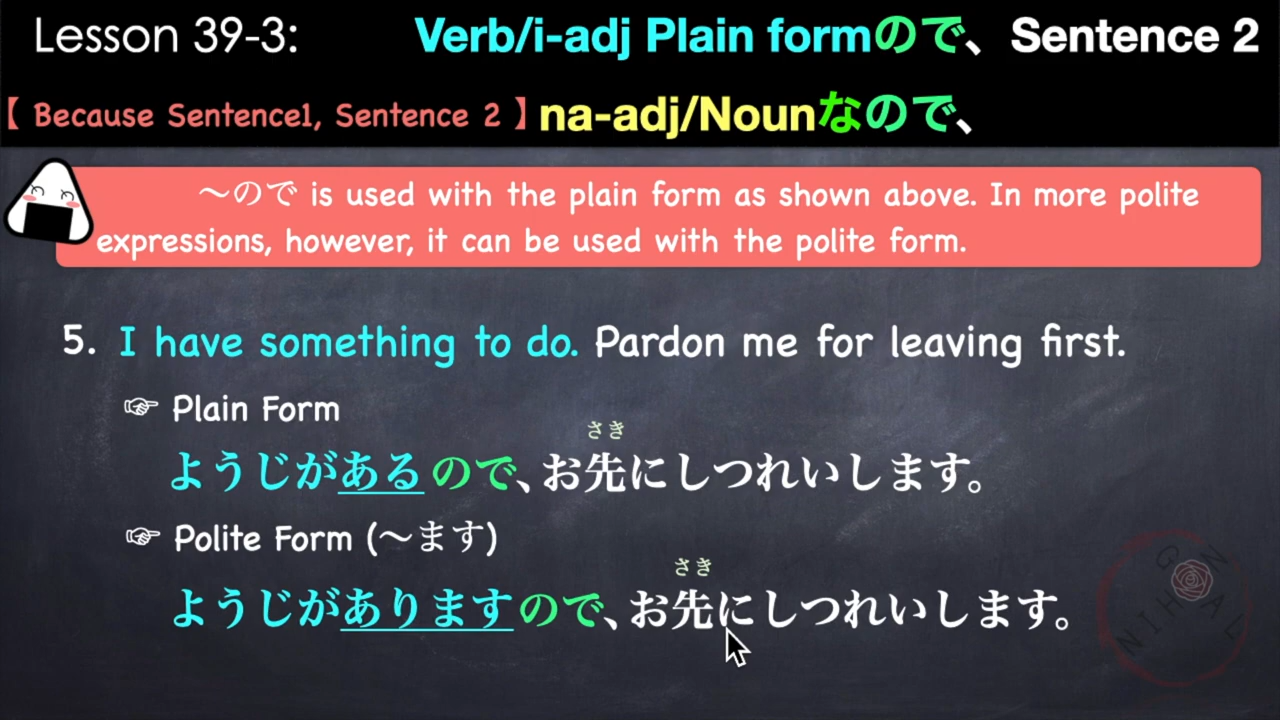 Lesson 39-3: Verb/i-adj Plain formので、Sentence 2
【 Because Sentence1, Sentence 2 】na-adj/Nounなので、
～ので is used with the plain form as shown above. In more polite
expressions, however, it can be used with the polite form.
5. I have something to do. Pardon me for leaving first.
☞ Plain Form
さき
ようじがあるので、お先にしつれいします。
☞ Polite Form (～ます)
さき
ようじがありますので、お先にしつれいします。
NIHONGOAL